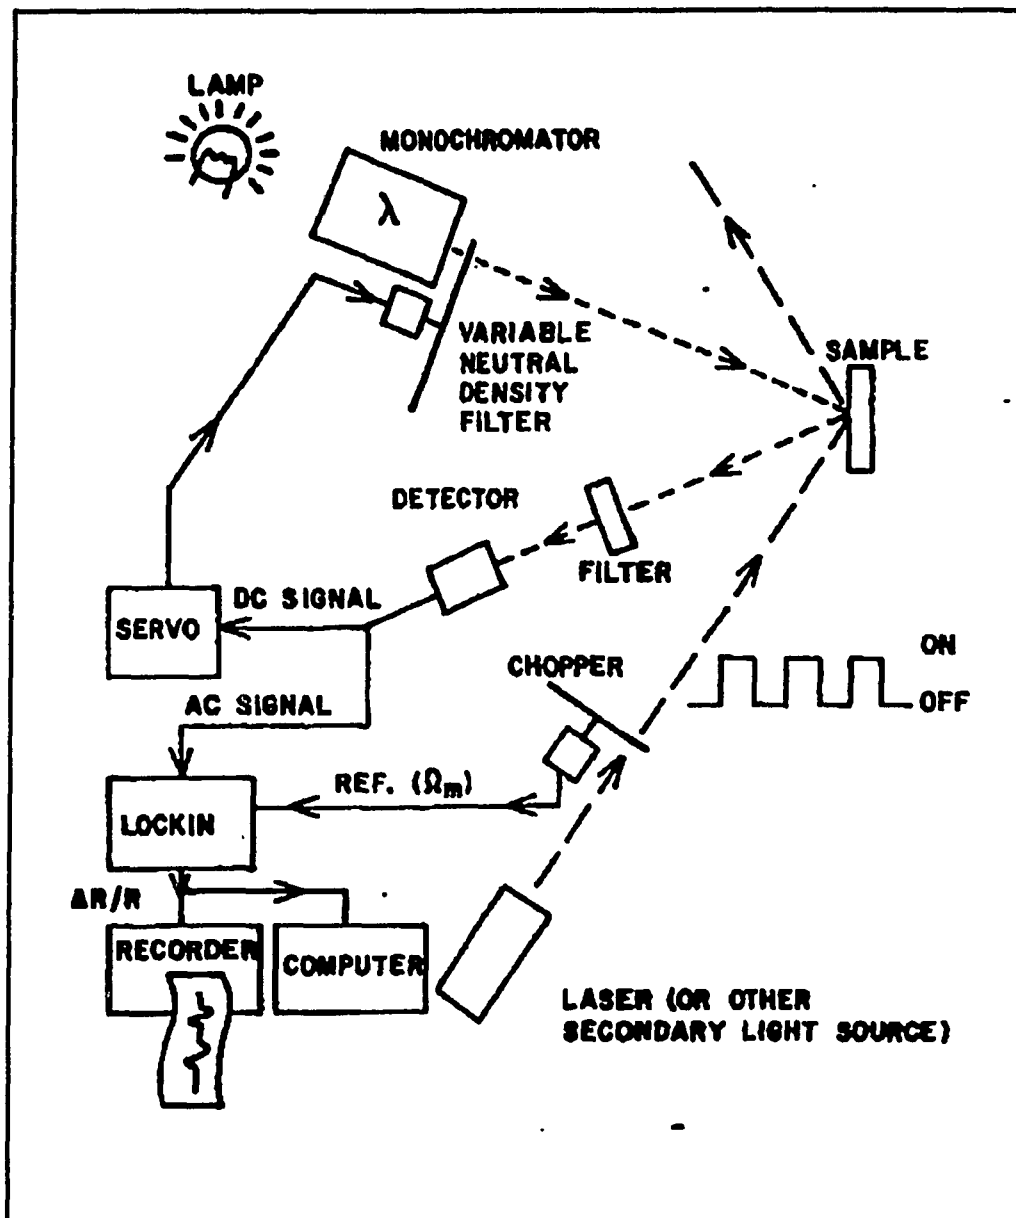 LAMP
MONOCHROMATOR
λ
VARIABLE
NEUTRAL
DENSITY
FILTER
SAMPLE
DETECTOR
FILTER
DC SIGNAL
SERVO
CHOPPER
ON
OFF
AC SIGNAL
REF. (Ωm)
LOCKIN
ΔR/R
RECORDER
COMPUTER
LASER (OR OTHER
SECONDARY LIGHT SOURCE)